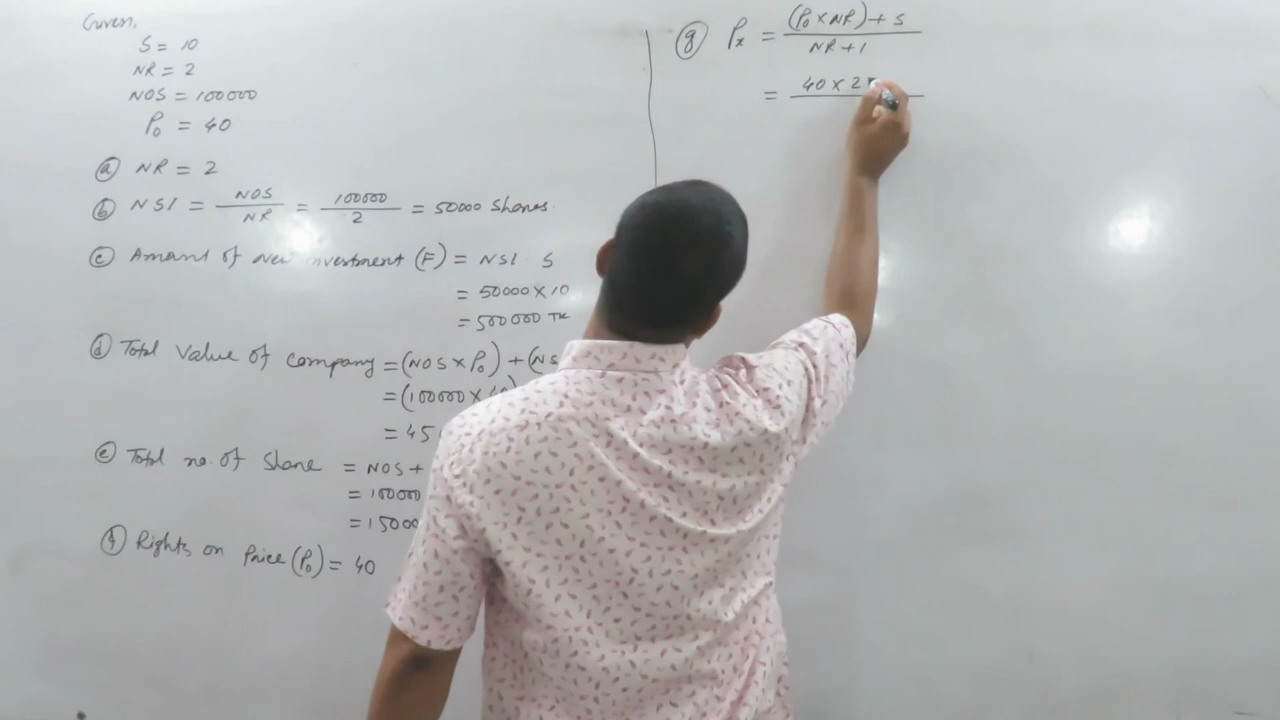 Given,
S = 10
NR = 2
NOS = 100000
P₀ = 40
ⓐ NR = 2
ⓑ NSI = NOS / NR = 100000 / 2 = 50000 Shares.
ⓒ Amount of new investment (F) = NSI S
= 50000 × 10
= 500000 TK
ⓓ Total Value of company = (NOS × P₀) + (NS
= (100000 × 40)
= 45
ⓔ Total no. of Share = NOS +
= 100000
= 15000
ⓕ Rights on Price (P₀) = 40
ⓖ Pₓ = (P₀ × NR) + S / NR + 1
= 40 × 2